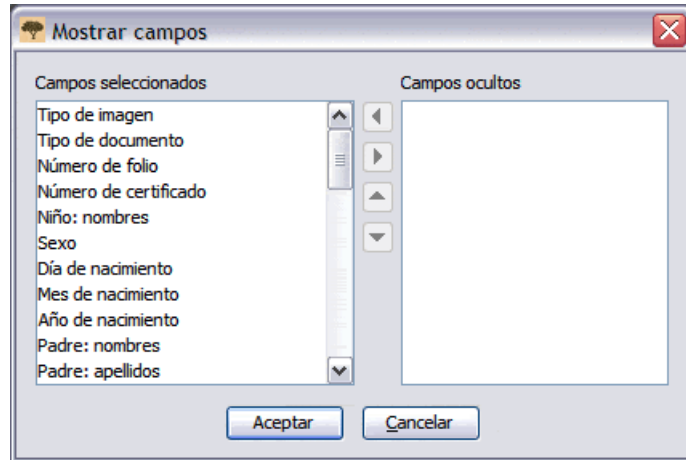 Mostrar campos
Campos seleccionados
Campos ocultos
Tipo de imagen
Tipo de documento
Número de folio
Número de certificado
Niño: nombres
Sexo
Día de nacimiento
Mes de nacimiento
Año de nacimiento
Padre: nombres
Padre: apellidos
Aceptar
Cancelar